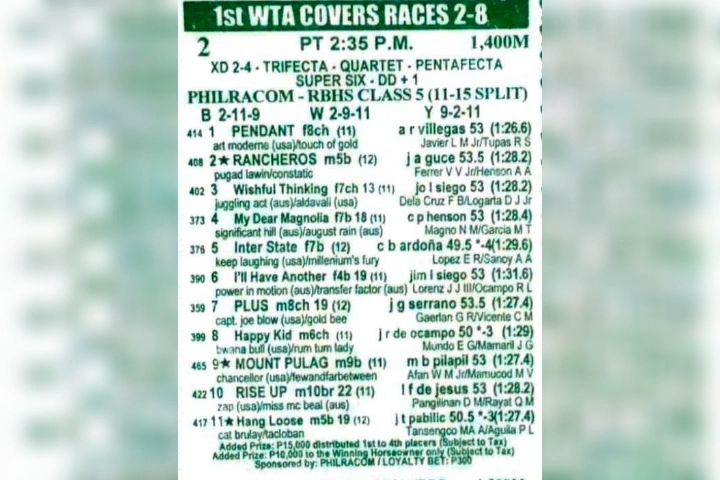 1st WTA COVERS RACES 2-8
2 PT 2:35 P.M. 1,400M
XD 2-4 - TRIFECTA - QUARTET - PENTAFECTA
SUPER SIX - DD + 1
PHILRACOM - RBHS CLASS 5 (11-15 SPLIT)
B 2-11-9 W 2-9-11 Y 9-2-11
414 1 PENDANT f8ch (11) a r villegas 53 (1:26.6)
art moderne (usa)/touch of gold Javier L M Jr/Tupas R S
408 2★ RANCHEROS m5b (12) j a guce 53.5 (1:28.2)
pugad lawin/constatic Ferrer V V Jr/Henson A A
402 3 Wishful Thinking f7ch 13 (11) jo l siego 53 (1:28.2)
juggling act (aus)/aldavali (usa) Dela Cruz F B/Logarta D J Jr
373 4 My Dear Magnolia f7b 18 (11) c p henson 53 (1:28.4)
significant hill (aus)/august rain (aus) Magno N M/Garcia M T
376 5 Inter State f7b (12) c b ardoña 49.5 *-4(1:29.6)
keep laughing (usa)/millenium's fury Lopez E R/Sancy A A
390 6 I'll Have Another f4b 19 (11) jim l siego 53 (1:31.6)
power in motion (aus)/transfer factor (aus) Lorenz J J III/Ocampo R L
359 7 PLUS m8ch 19 (12) j g serrano 53.5 (1:27.4)
capt. joe blow (usa)/gold bee Gaerlan G R/Vicente C M
399 8 Happy Kid m6ch (11) j r de ocampo 50 *-3 (1:29)
bwana bull (usa)/rum tum lady Mundo E G/Mamaril J G
465 9★ MOUNT PULAG m9b (11) m b pilapil 53 (1:27.4)
chancellor (usa)/fewandfarbetween Afan W M Jr/Mamucod M V
422 10 RISE UP m10br 22 (11) l f de jesus 53 (1:28.2)
zap (usa)/miss mc beal (aus) Pangilinan D M/Rayat Q M
417 11★ Hang Loose m5b 19 (12) j t pabilic 50.5 *-3(1:27.4)
cat brulay/tacloban Tansengco MA A/Aguila P L
Added Prize: P15,000 distributed 1st to 4th placers (Subject to Tax)
Added Prize: P10,000 to the Winning Horseowner only (Subject to Tax)
Sponsored by: PHILRACOM / LOYALTY BET: P300